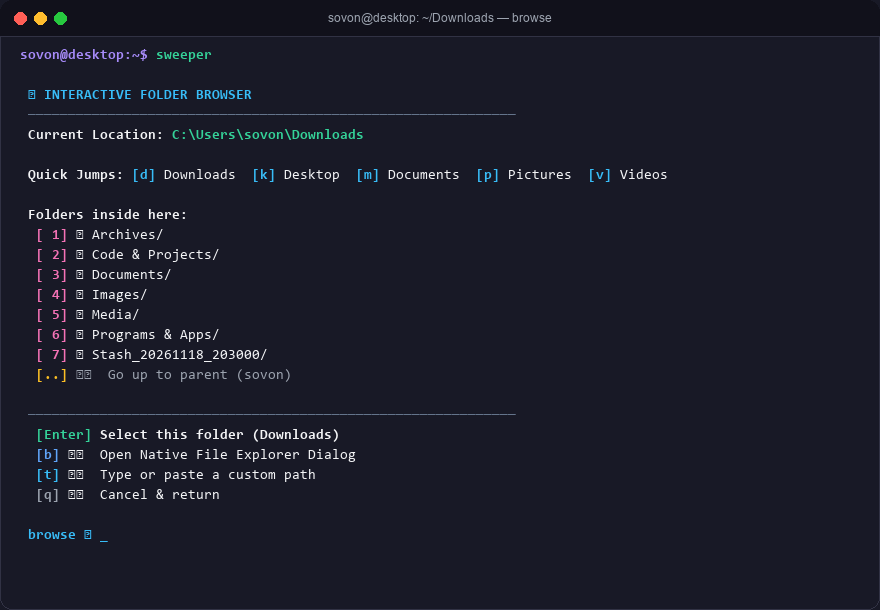 sovon@desktop: ~/Downloads — browse
sovon@desktop:~$ sweeper
INTERACTIVE FOLDER BROWSER
Current Location: C:\Users\sovon\Downloads
Quick Jumps: [d] Downloads [k] Desktop [m] Documents [p] Pictures [v] Videos
Folders inside here:
[ 1] Archives/
[ 2] Code & Projects/
[ 3] Documents/
[ 4] Images/
[ 5] Media/
[ 6] Programs & Apps/
[ 7] Stash_20261118_203000/
[..] Go up to parent (sovon)
[Enter] Select this folder (Downloads)
[b] Open Native File Explorer Dialog
[t] Type or paste a custom path
[q] Cancel & return
browse _